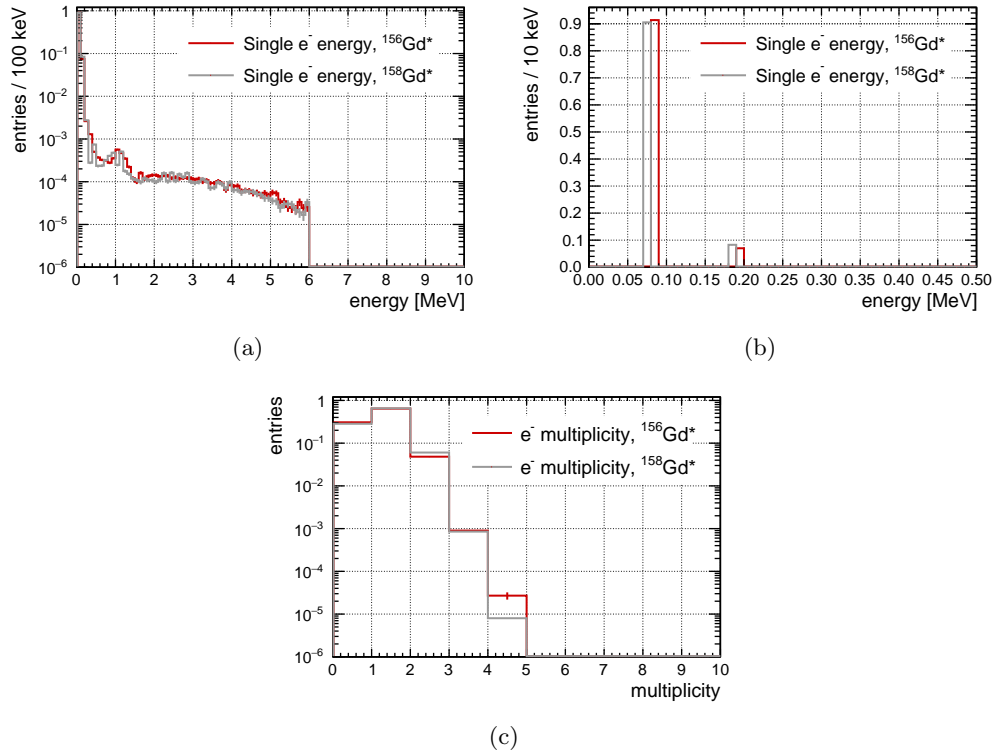 entries / 100 keV
Single e⁻ energy, ¹⁵⁶Gd*
Single e⁻ energy, ¹⁵⁸Gd*
1
10⁻¹
10⁻²
10⁻³
10⁻⁴
10⁻⁵
10⁻⁶
0 1 2 3 4 5 6 7 8 9 10
energy [MeV]
(a)
entries / 10 keV
Single e⁻ energy, ¹⁵⁶Gd*
Single e⁻ energy, ¹⁵⁸Gd*
0.9
0.8
0.7
0.6
0.5
0.4
0.3
0.2
0.1
0.0
0.00 0.05 0.10 0.15 0.20 0.25 0.30 0.35 0.40 0.45 0.50
energy [MeV]
(b)
entries
e⁻ multiplicity, ¹⁵⁶Gd*
e⁻ multiplicity, ¹⁵⁸Gd*
1
10⁻¹
10⁻²
10⁻³
10⁻⁴
10⁻⁵
10⁻⁶
0 1 2 3 4 5 6 7 8 9 10
multiplicity
(c)